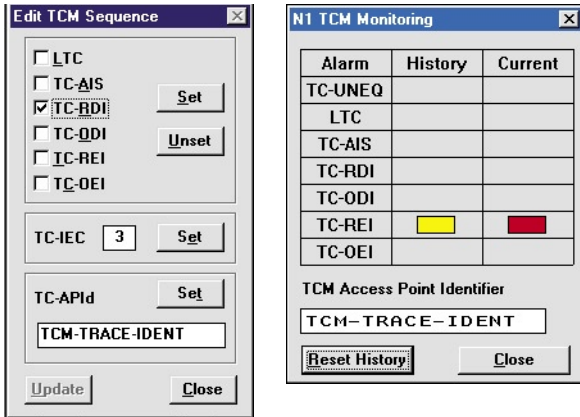 Edit TCM Sequence
LTC
TC-AIS
TC-RDI
TC-ODI
TC-REI
TC-OEI
Set
Unset
TC-IEC 3 Set
TC-APId Set
TCM-TRACE-IDENT
Update Close
N1 TCM Monitoring
Alarm History Current
TC-UNEQ
LTC
TC-AIS
TC-RDI
TC-ODI
TC-REI
TC-OEI
TCM Access Point Identifier
TCM-TRACE-IDENT
Reset History Close